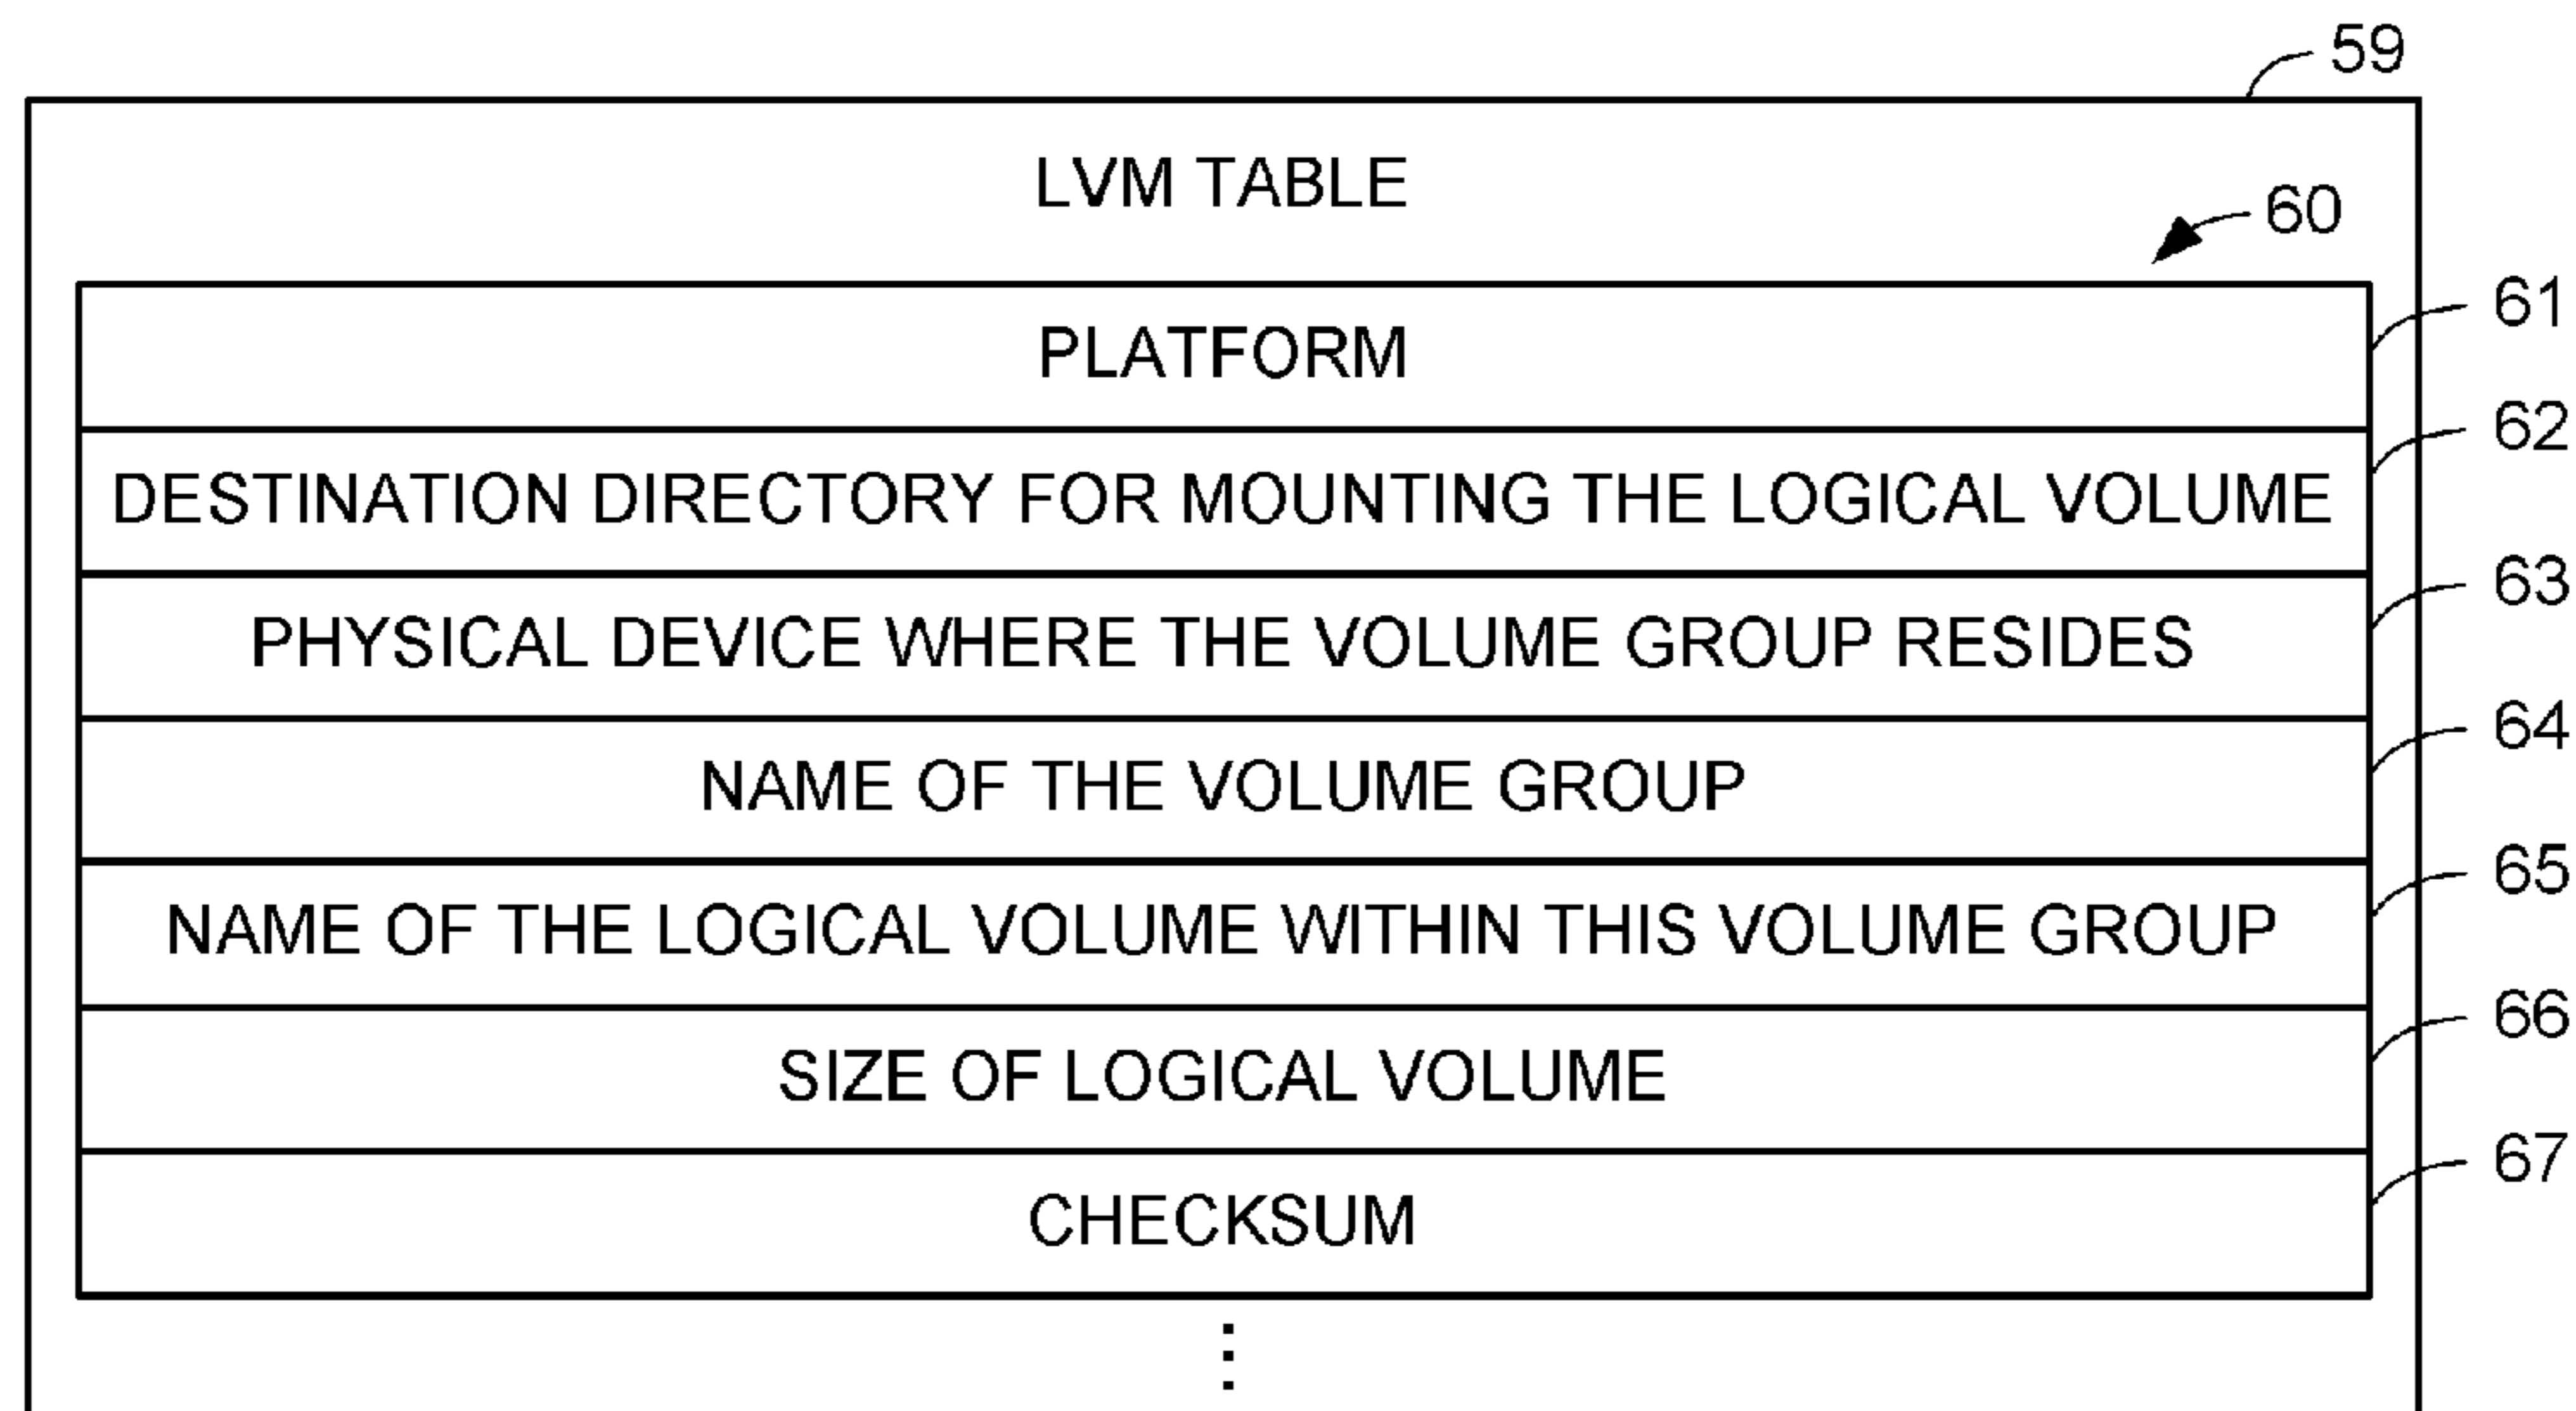 59
LVM TABLE
60
PLATFORM
61
DESTINATION DIRECTORY FOR MOUNTING THE LOGICAL VOLUME
62
PHYSICAL DEVICE WHERE THE VOLUME GROUP RESIDES
63
NAME OF THE VOLUME GROUP
64
NAME OF THE LOGICAL VOLUME WITHIN THIS VOLUME GROUP
65
SIZE OF LOGICAL VOLUME
66
CHECKSUM
67
⋮